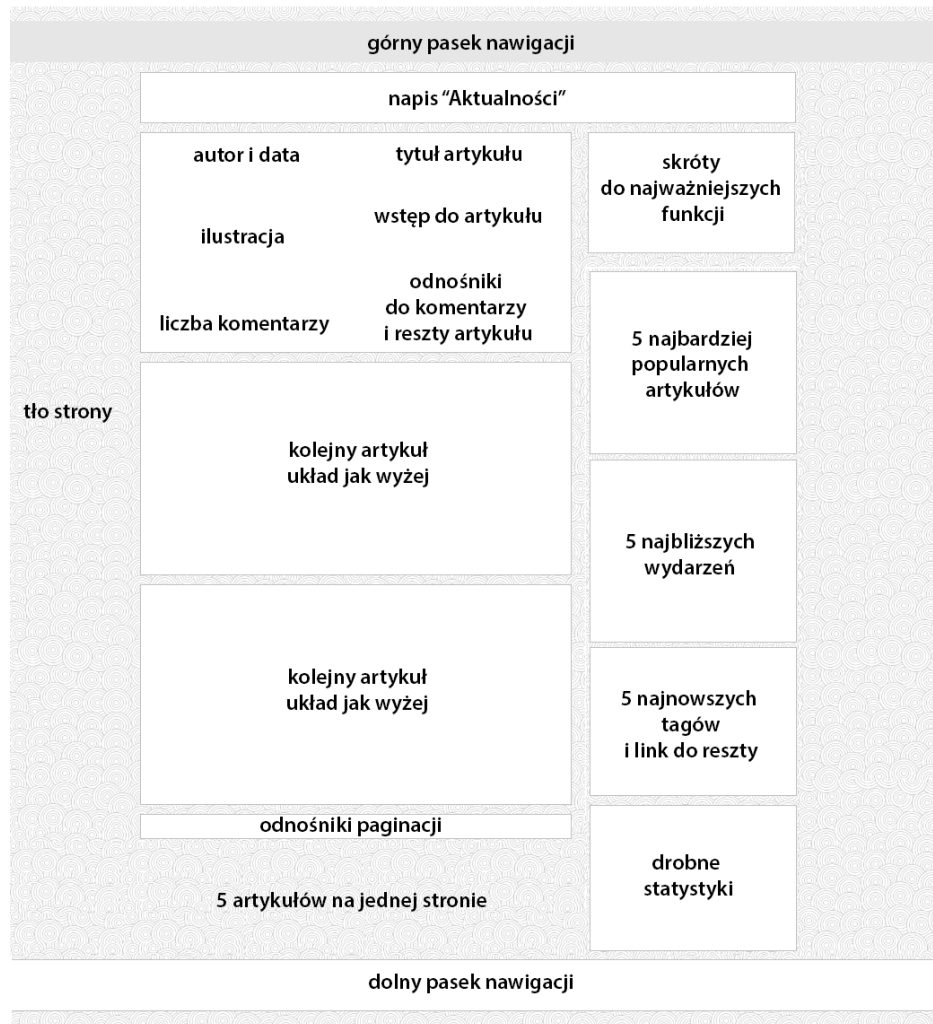 górny pasek nawigacji
napis “Aktualności”
autor i data
tytuł artykułu
wstęp do artykułu
ilustracja
odnośniki
do komentarzy
i reszty artykułu
liczba komentarzy
skróty
do najważniejszych
funkcji
5 najbardziej
popularnych
artykułów
tło strony
kolejny artykuł
układ jak wyżej
5 najbliższych
wydarzeń
kolejny artykuł
układ jak wyżej
5 najnowszych
tagów
i link do reszty
odnośniki paginacji
drobne
statystyki
5 artykułów na jednej stronie
dolny pasek nawigacji